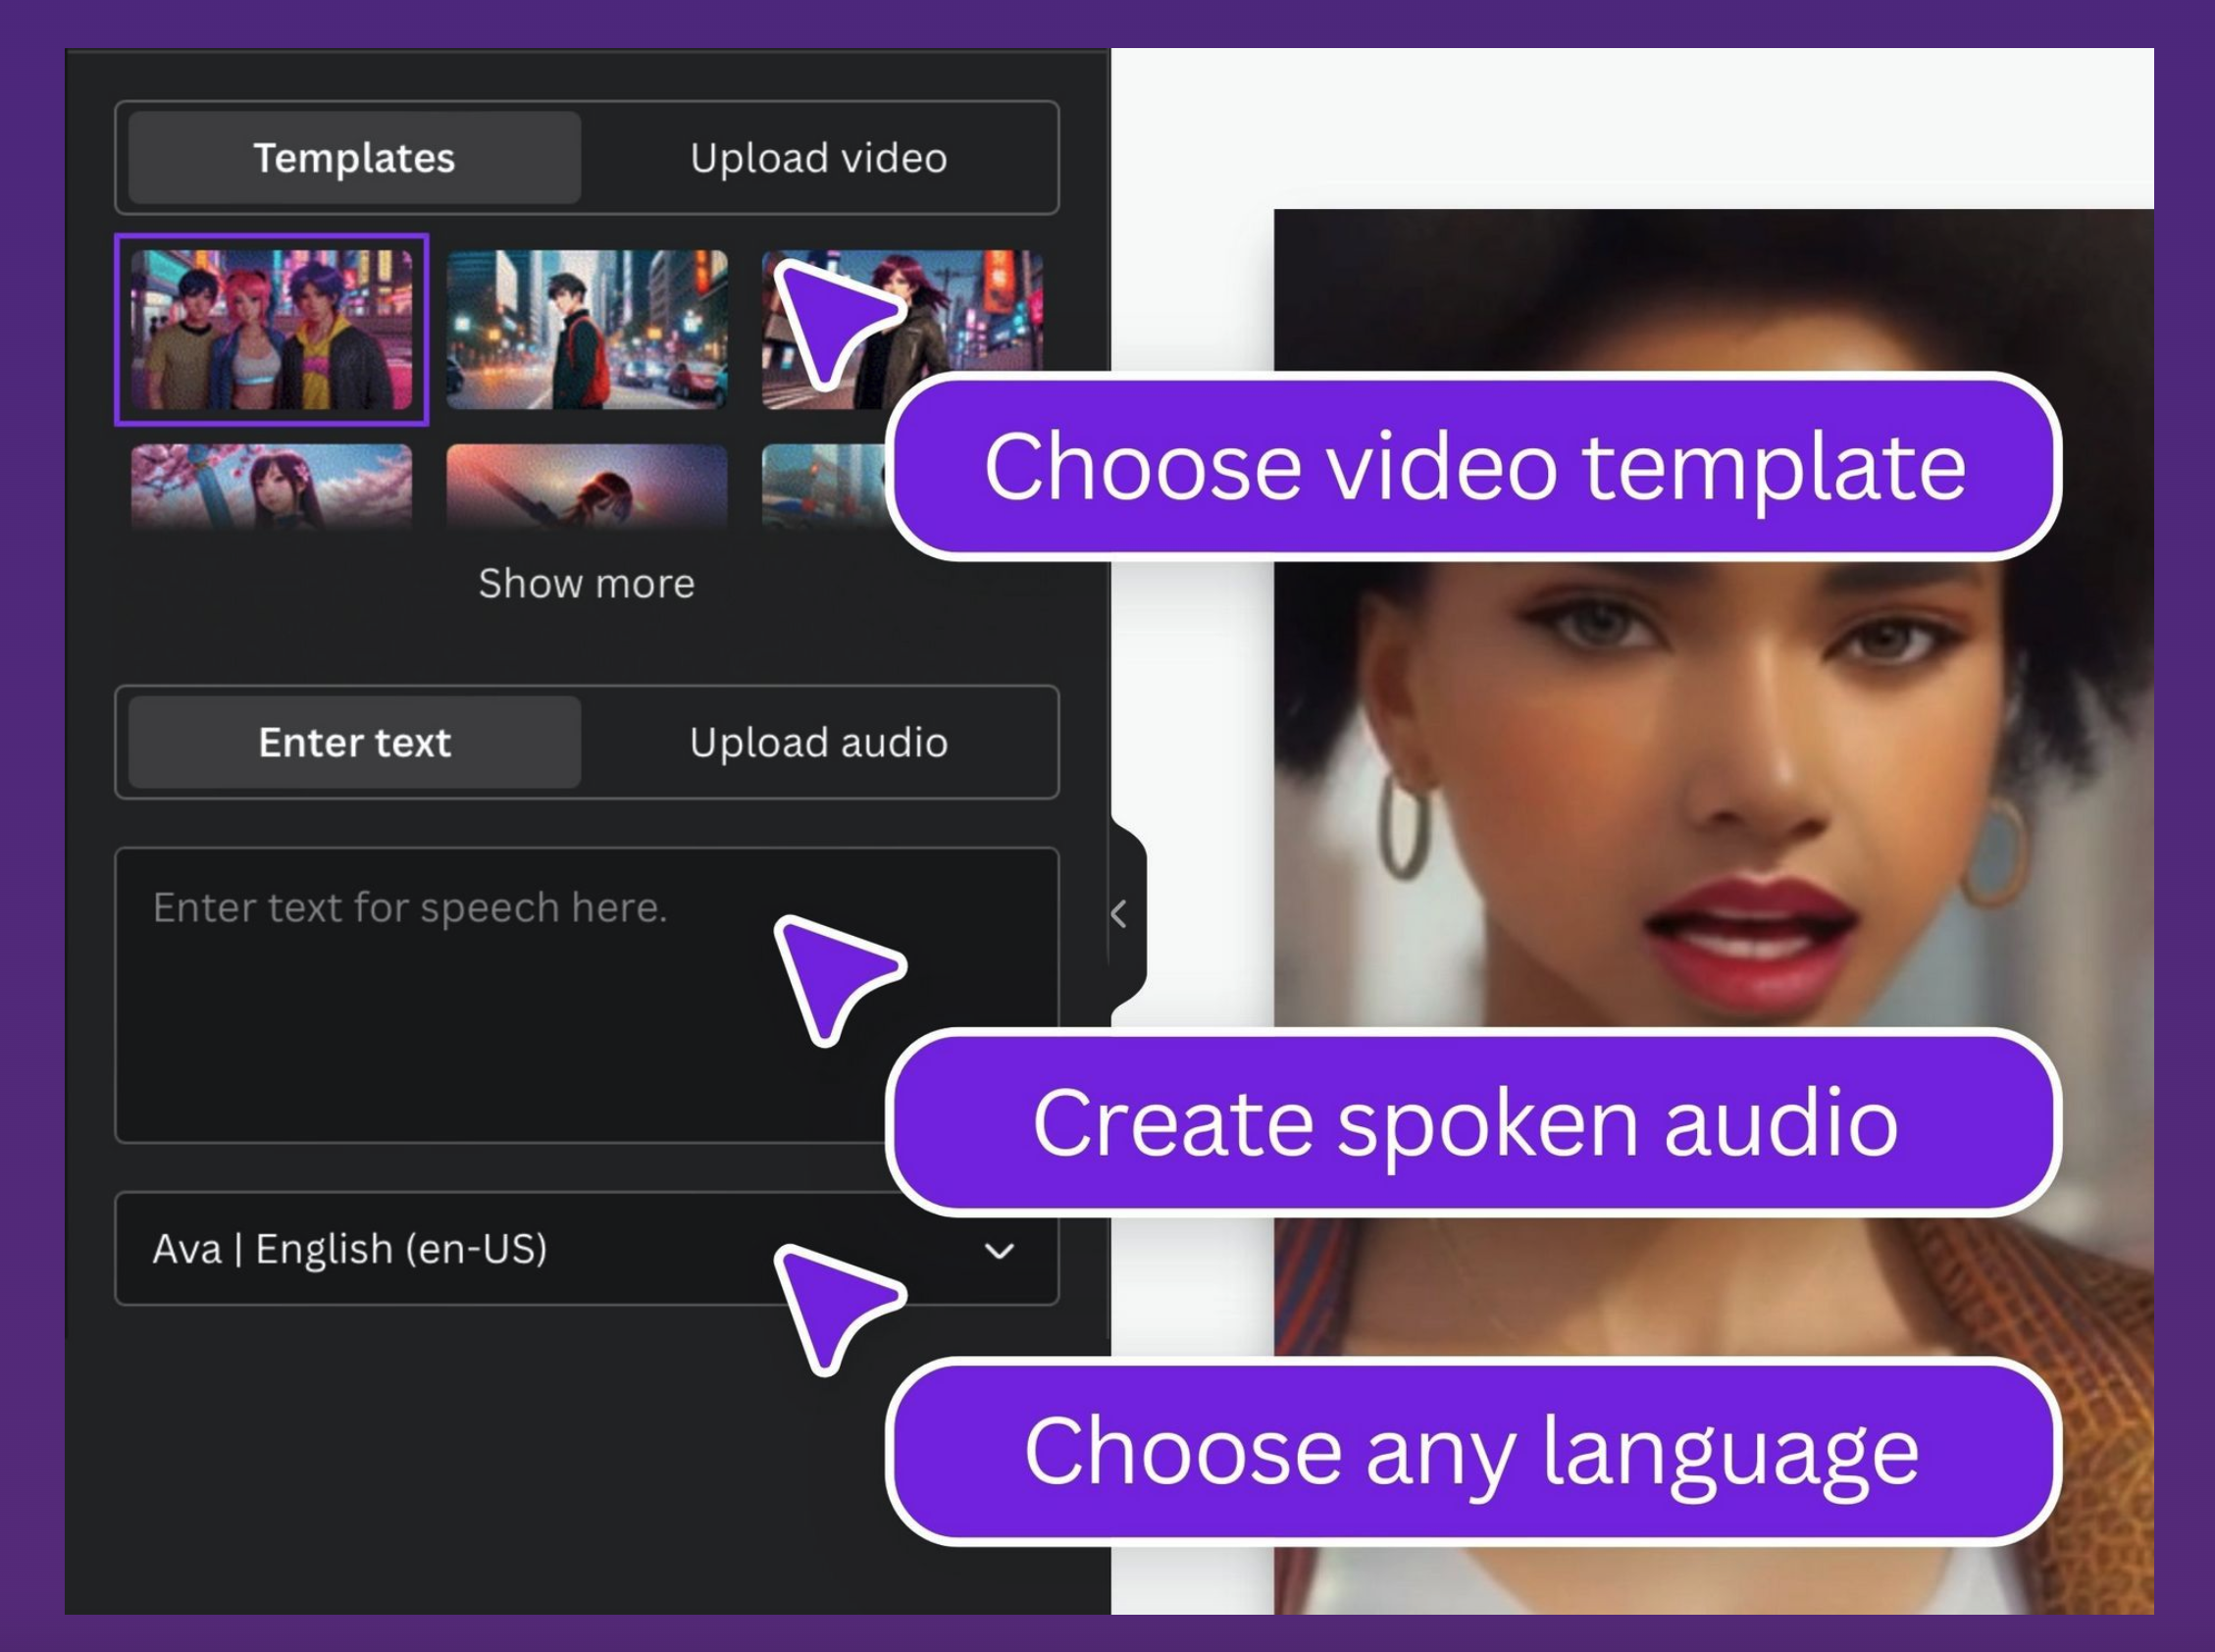 Templates
Upload video
Choose video template
Show more
Enter text
Upload audio
Enter text for speech here.
Create spoken audio
Ava | English (en-US)
Choose any language